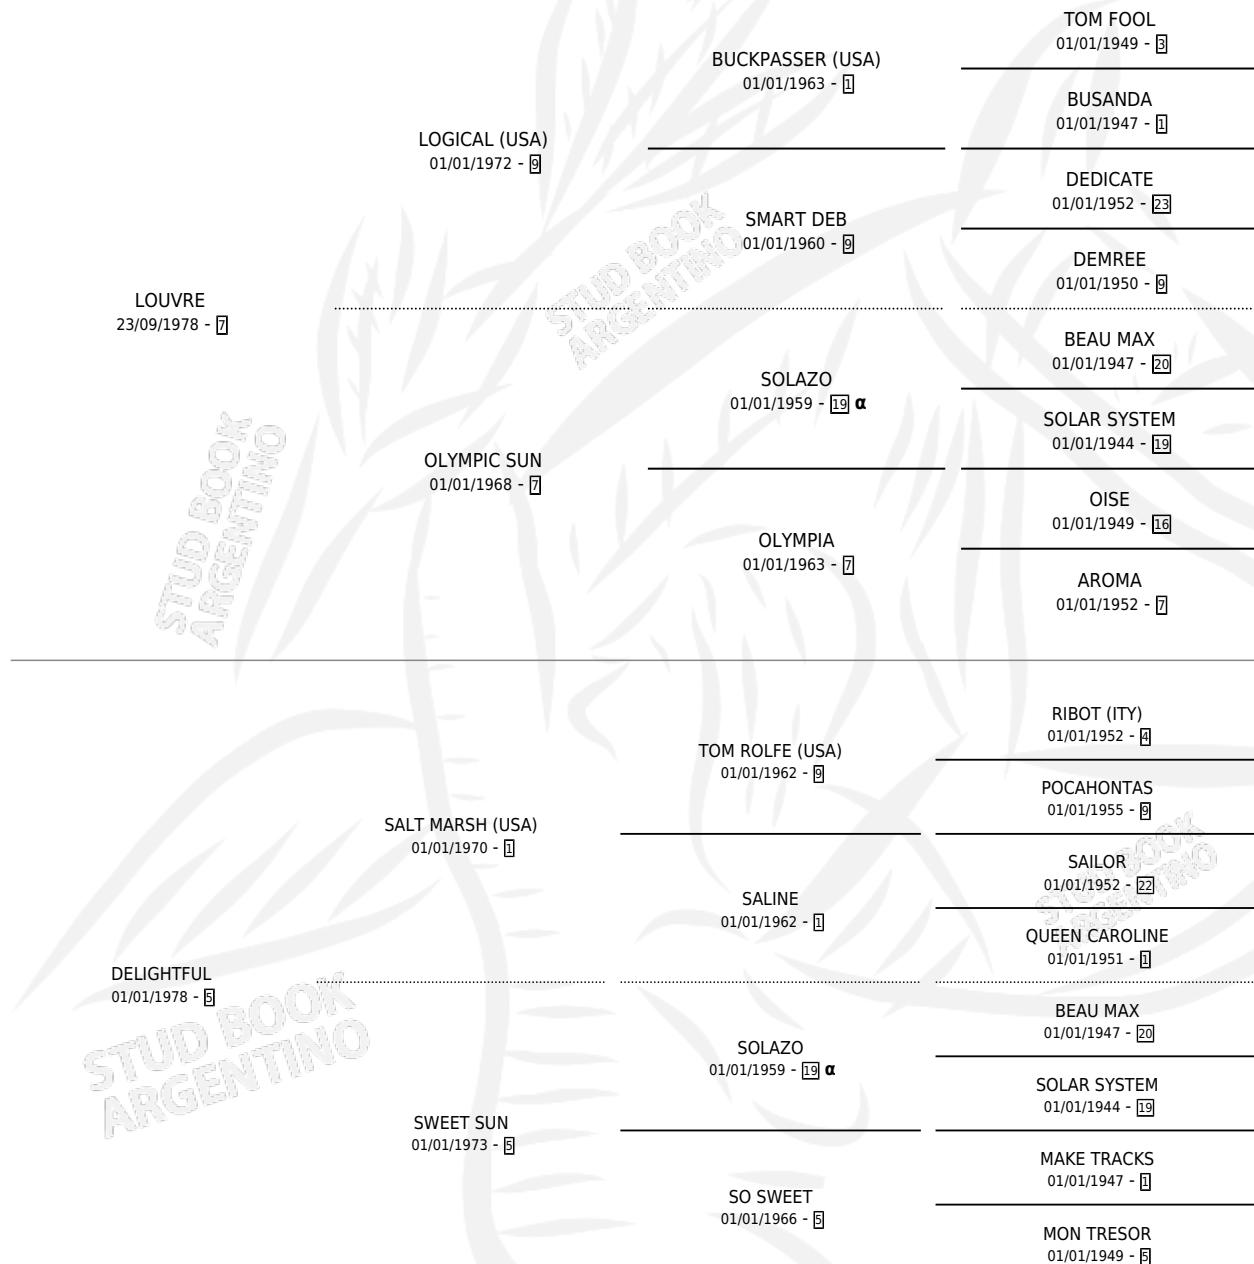 TOM FOOL
01/01/1949 - 3
BUCKPASSER (USA)
01/01/1963 - 1
BUSANDA
01/01/1947 - 1
LOGICAL (USA)
01/01/1972 - 9
DEDICATE
01/01/1952 - 23
SMART DEB
01/01/1960 - 9
DEMREE
01/01/1950 - 9
LOUVRE
23/09/1978 - 7
BEAU MAX
01/01/1947 - 20
SOLAZO
01/01/1959 - 19 α
SOLAR SYSTEM
01/01/1944 - 19
OLYMPIC SUN
01/01/1968 - 7
OISE
01/01/1949 - 16
OLYMPIA
01/01/1963 - 7
AROMA
01/01/1952 - 7
RIBOT (ITY)
01/01/1952 - 4
TOM ROLFE (USA)
01/01/1962 - 9
POCAHONTAS
01/01/1955 - 9
SALT MARSH (USA)
01/01/1970 - 1
SAILOR
01/01/1952 - 22
SALINE
01/01/1962 - 1
QUEEN CAROLINE
01/01/1951 - 1
DELIGHTFUL
01/01/1978 - 5
BEAU MAX
01/01/1947 - 20
SOLAZO
01/01/1959 - 19 α
SOLAR SYSTEM
01/01/1944 - 19
SWEET SUN
01/01/1973 - 5
MAKE TRACKS
01/01/1947 - 1
SO SWEET
01/01/1966 - 5
MON TRESOR
01/01/1949 - 5
STUD BOOK
ARGENTINO
STUD BOOK
ARGENTINO
STUD BOOK
ARGENTINO
STUD BOOK
ARGENTINO